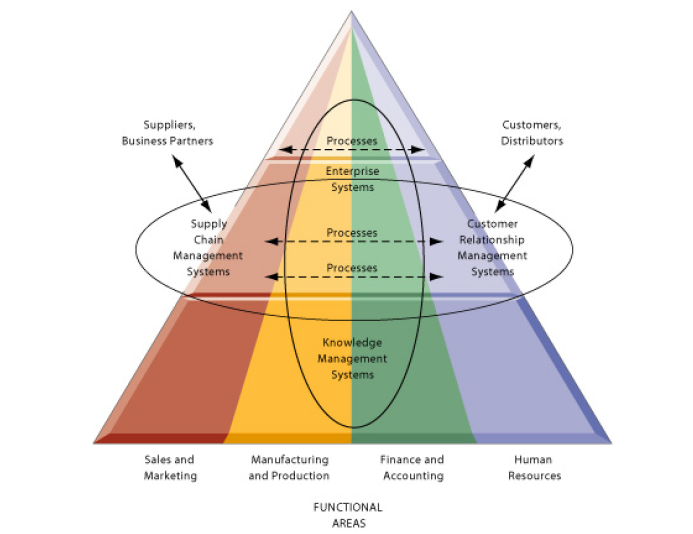 Suppliers,
Business Partners
Customers,
Distributors
Processes
Enterprise
Systems
Supply
Chain
Management
Systems
Processes
Processes
Customer
Relationship
Management
Systems
Knowledge
Management
Systems
Sales and
Marketing
Manufacturing
and Production
Finance and
Accounting
Human
Resources
FUNCTIONAL
AREAS